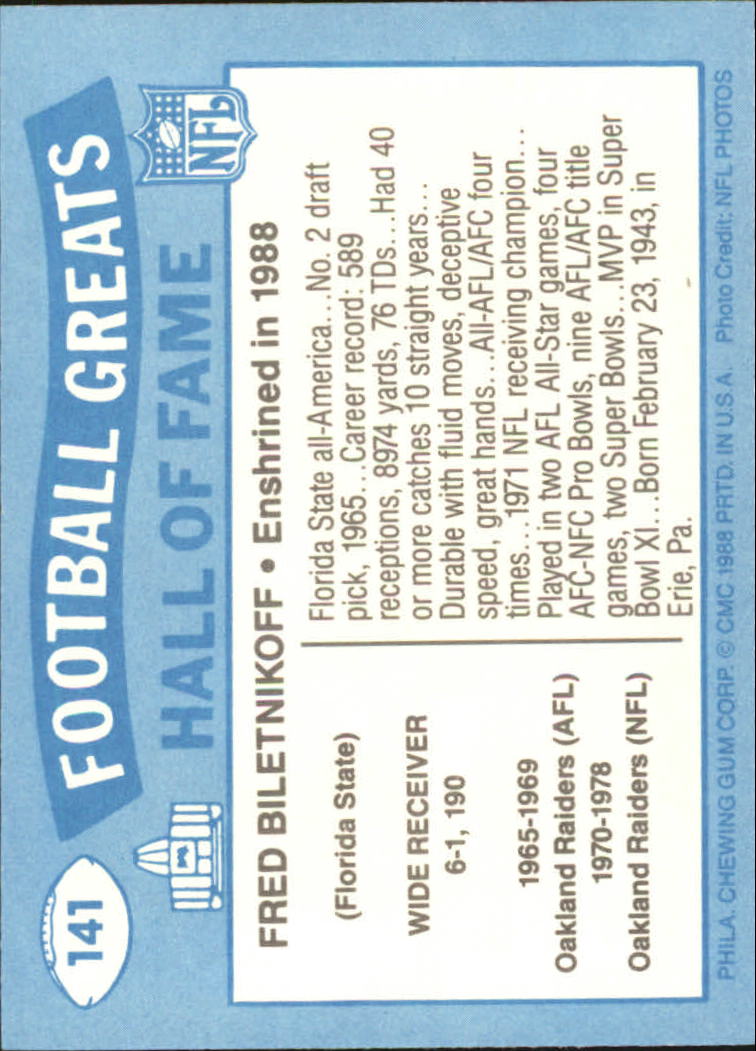 141
FOOTBALL GREATS
HALL OF FAME
NFL
FRED BILETNIKOFF • Enshrined in 1988
(Florida State)
WIDE RECEIVER
6-1, 190
1965-1969
Oakland Raiders (AFL)
1970-1978
Oakland Raiders (NFL)
Florida State all-America...No. 2 draft
pick, 1965...Career record: 589
receptions, 8974 yards, 76 TDs....Had 40
or more catches 10 straight years...
Durable with fluid moves, deceptive
speed, great hands...All-AFL/AFC four
times...1971 NFL receiving champion...
Played in two AFL All-Star games, four
AFC-NFC Pro Bowls, nine AFL/AFC title
games, two Super Bowls...MVP in Super
Bowl XI...Born February 23, 1943, in
Erie, Pa.
PHILA. CHEWING GUM CORP. © CMC 1988 PRTD. IN U.S.A. Photo Credit: NFL PHOTOS